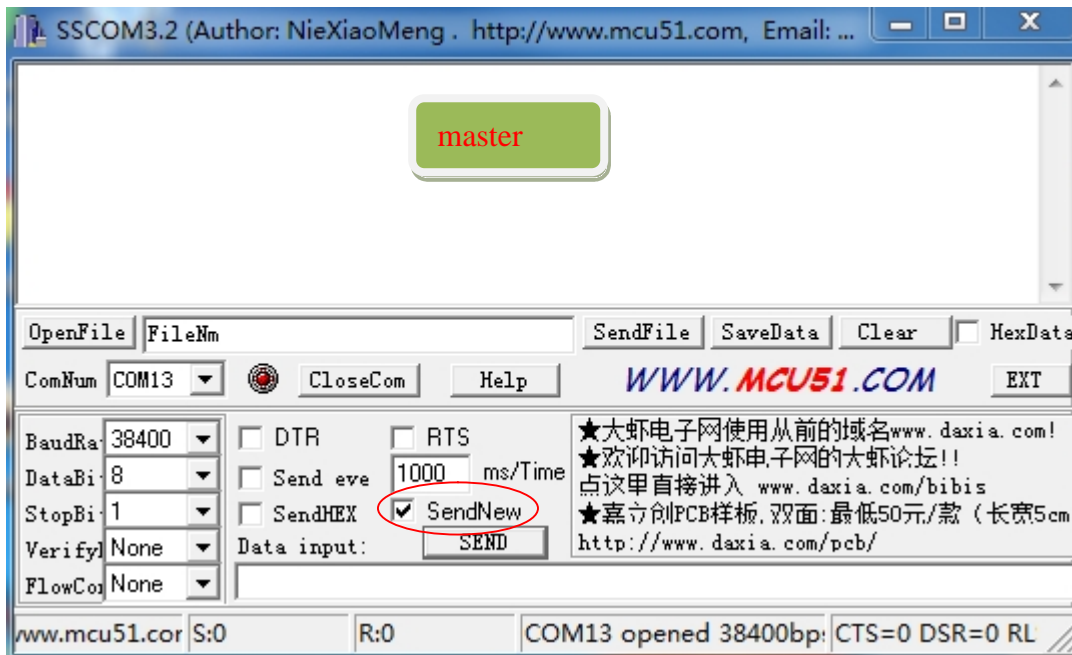 SSCOM3.2 (Author: NieXiaoMeng .  http://www.mcu51.com,  Email: ...
master
OpenFile FileNm SendFile SaveData Clear HexData
ComNum COM13 CloseCom Help WWW.MCU51.COM EXT
BaudRa 38400 DTR RTS
DataBi 8 Send eve 1000 ms/Time
StopBi 1 SendHEX SendNew
Verifyl None Data input: SEND
FlowCo None
★大虾电子网使用从前的域名www.daxia.com!
★欢迎访问大虾电子网的大虾论坛!!
点这里直接进入 www.daxia.com/bibis
★嘉立创PCB样板,双面:最低50元/款（长宽5cm
http://www.daxia.com/pcb/
www.mcu51.cor S:0 R:0 COM13 opened 38400bp CTS=0 DSR=0 RL